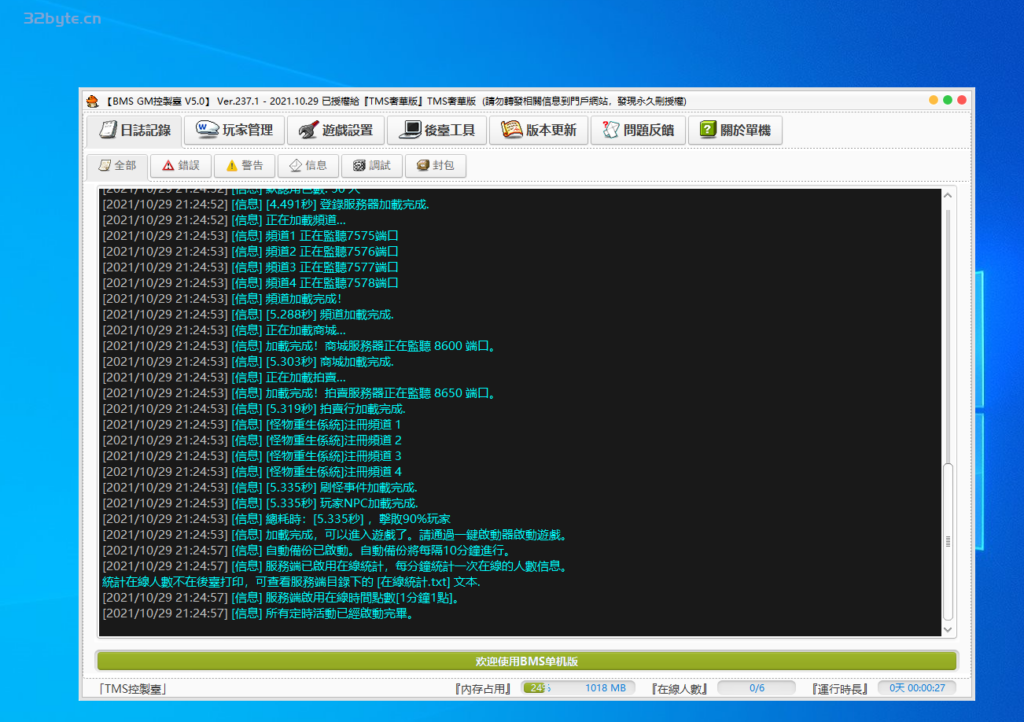 32byte.cn
【BMS GM控製臺 V5.0】 Ver.237.1 - 2021.10.29 已授權給『TMS奢華版』TMS奢華版 (請勿轉發相關信息到門戶網站，發現永久刪授權)
日誌記錄 玩家管理 遊戲設置 後臺工具 版本更新 問題反饋 關於單機
全部 錯誤 警告 信息 調試 封包
[2021/10/29 21:24:52] [信息] 默認角色數: 30 人
[2021/10/29 21:24:52] [信息] [4.491秒] 登錄服務器加載完成.
[2021/10/29 21:24:52] [信息] 正在加載頻道...
[2021/10/29 21:24:53] [信息] 頻道1 正在監聽7575端口
[2021/10/29 21:24:53] [信息] 頻道2 正在監聽7576端口
[2021/10/29 21:24:53] [信息] 頻道3 正在監聽7577端口
[2021/10/29 21:24:53] [信息] 頻道4 正在監聽7578端口
[2021/10/29 21:24:53] [信息] 頻道加載完成！
[2021/10/29 21:24:53] [信息] [5.288秒] 頻道加載完成.
[2021/10/29 21:24:53] [信息] 正在加載商城...
[2021/10/29 21:24:53] [信息] 加載完成！商城服務器正在監聽 8600 端口。
[2021/10/29 21:24:53] [信息] [5.303秒] 商城加載完成.
[2021/10/29 21:24:53] [信息] 正在加載拍賣...
[2021/10/29 21:24:53] [信息] 加載完成！拍賣服務器正在監聽 8650 端口。
[2021/10/29 21:24:53] [信息] [5.319秒] 拍賣行加載完成.
[2021/10/29 21:24:53] [信息] [怪物重生係統]注冊頻道 1
[2021/10/29 21:24:53] [信息] [怪物重生係統]注冊頻道 2
[2021/10/29 21:24:53] [信息] [怪物重生係統]注冊頻道 3
[2021/10/29 21:24:53] [信息] [怪物重生係統]注冊頻道 4
[2021/10/29 21:24:53] [信息] [5.335秒] 刷怪事件加載完成.
[2021/10/29 21:24:53] [信息] [5.335秒] 玩家NPC加載完成.
[2021/10/29 21:24:53] [信息] 總耗時：[5.335秒] ，擊敗90%玩家
[2021/10/29 21:24:53] [信息] 加載完成，可以進入遊戲了。請通過一鍵啟動器啟動遊戲。
[2021/10/29 21:24:57] [信息] 自動備份已啟動。自動備份將每隔10分鐘進行。
[2021/10/29 21:24:57] [信息] 服務端已啟用在線統計，每分鐘統計一次在線的人數信息。
統計在線人數不在後臺打印，可查看服務端目錄下的 [在線統計.txt] 文本.
[2021/10/29 21:24:57] [信息] 服務端啟用在線時間點數[1分鐘1點]。
[2021/10/29 21:24:57] [信息] 所有定時活動已經啟動完畢。
欢迎使用BMS单机版
「TMS控製臺」 『內存占用』 24% 1018 MB 『在線人數』 0/6 『運行時長』 0天 00:00:27